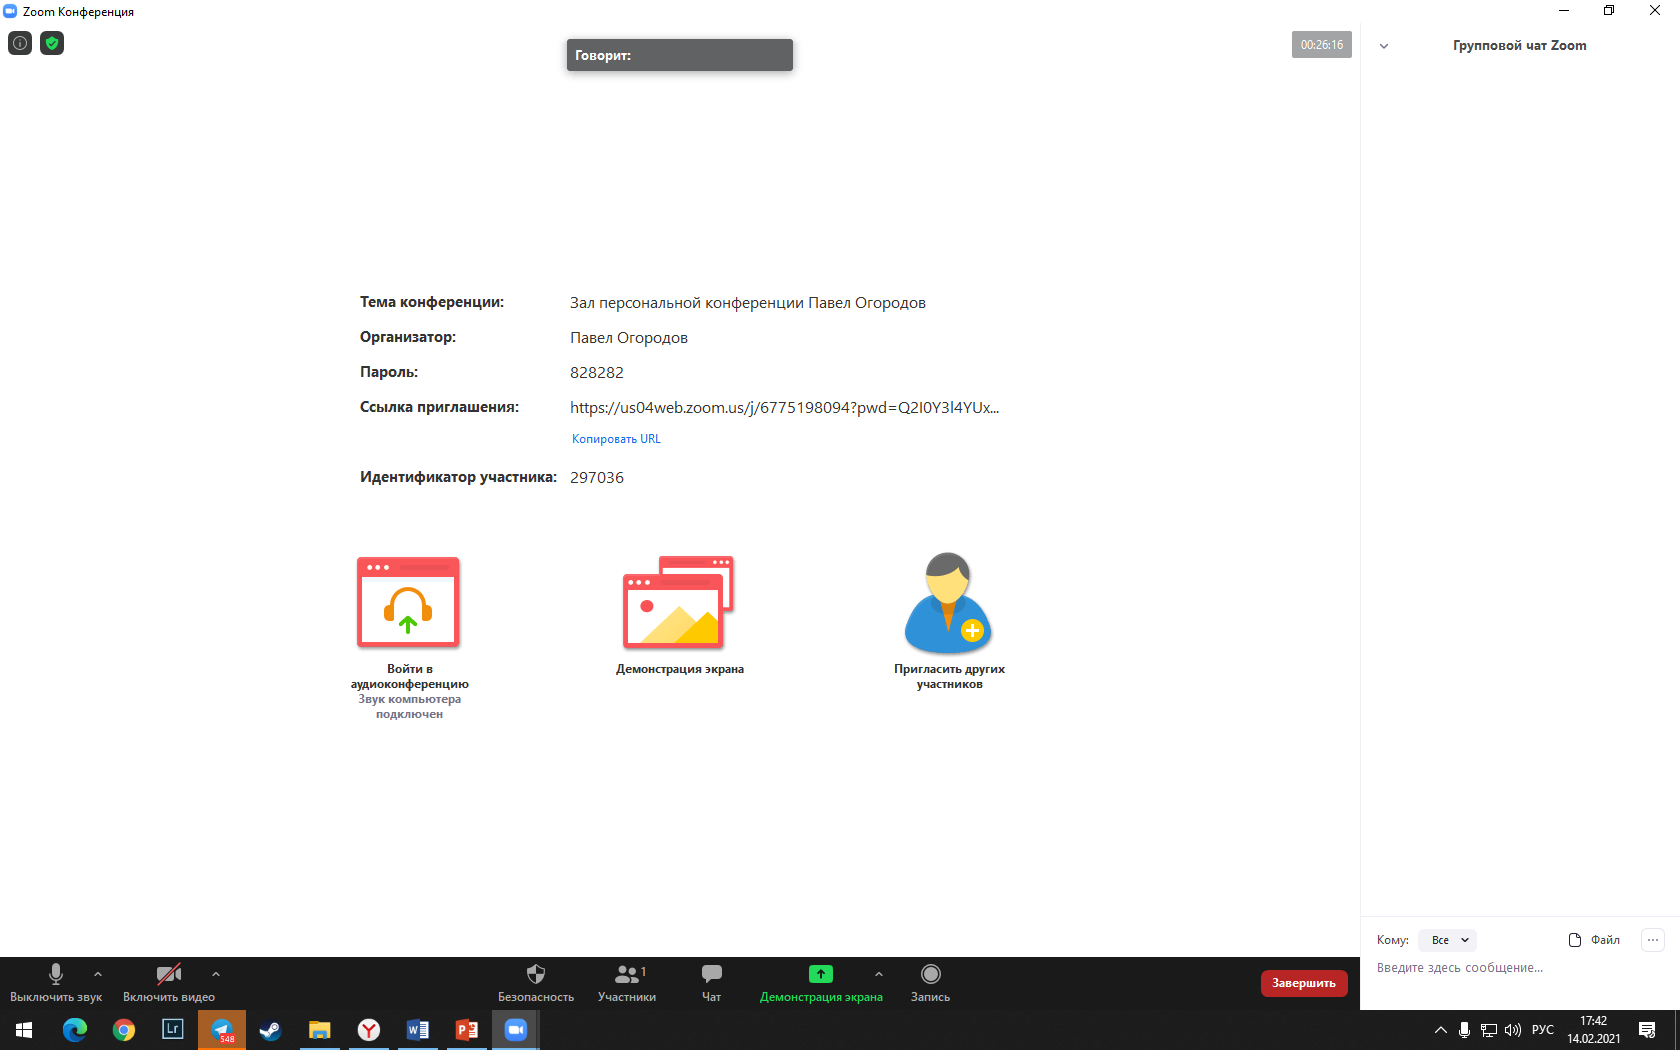 Zoom Конференция
Говорит:
00:26:16
Групповой чат Zoom
Тема конференции: Зал персональной конференции Павел Огородов
Организатор: Павел Огородов
Пароль: 828282
Ссылка приглашения: https://us04web.zoom.us/j/6775198094?pwd=Q2I0Y3l4YUx...
Копировать URL
Идентификатор участника: 297036
Войти в
аудиоконференцию
Звук компьютера
подключен
Демонстрация экрана
Пригласить других
участников
Кому: Все Файл
Введите здесь сообщение...
Выключить звук
Включить видео
Безопасность
1
Участники
Чат
Демонстрация экрана
Запись
Завершить
Lr
548
W
P
РУС
17:42
14.02.2021